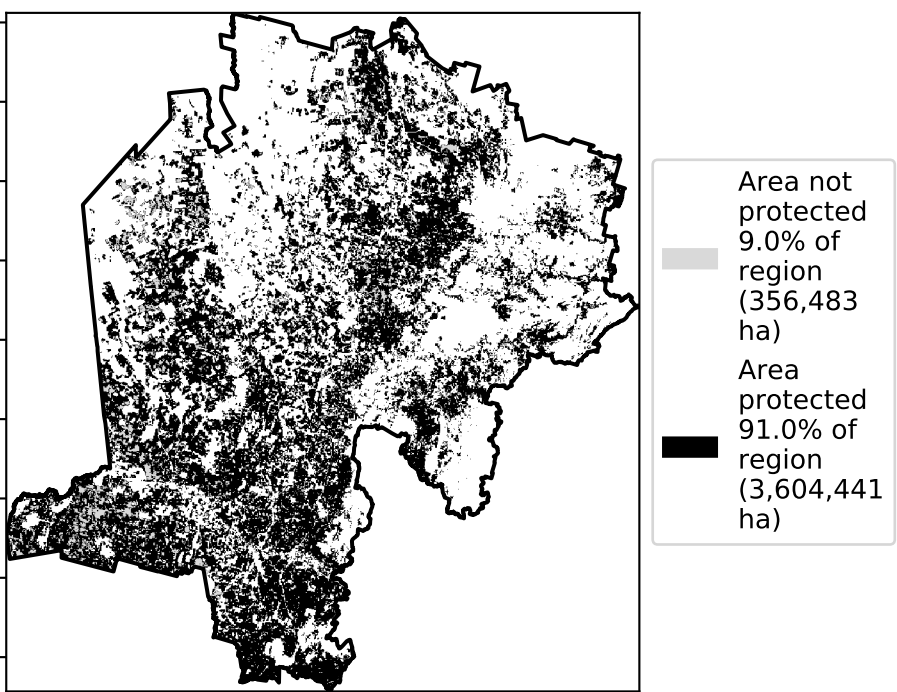 Area not
protected
9.0% of
region
(356,483
ha)
Area
protected
91.0% of
region
(3,604,441
ha)